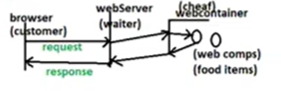 browser
(customer)
webServer
(waiter)
(cheaf)
webcontainer
request
response
(web comps)
(food items)